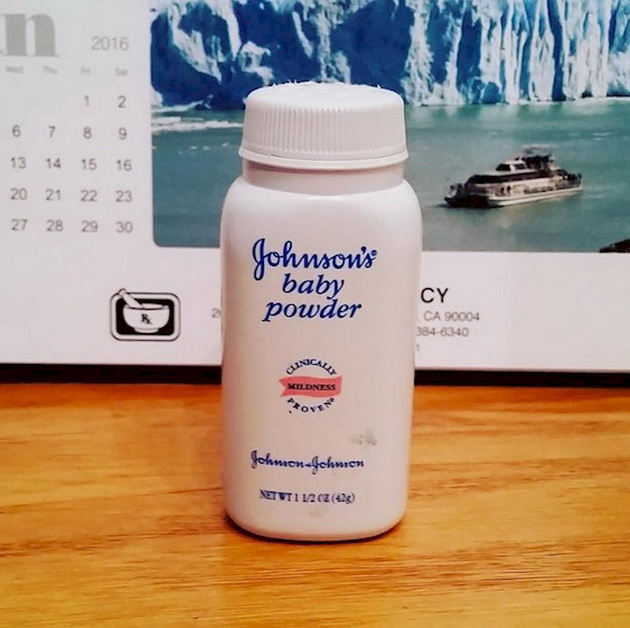 an 2016
Wed Thu Fri Sat
1 2
6 7 8 9
13 14 15 16
20 21 22 23
27 28 29 30
Rx
CY
CA 90004
384-6340
Johnson's®
baby
powder
CLINICALLY
MILDNESS
PROVEN®
Johnson & Johnson
NET WT 1 1/2 OZ (42g)